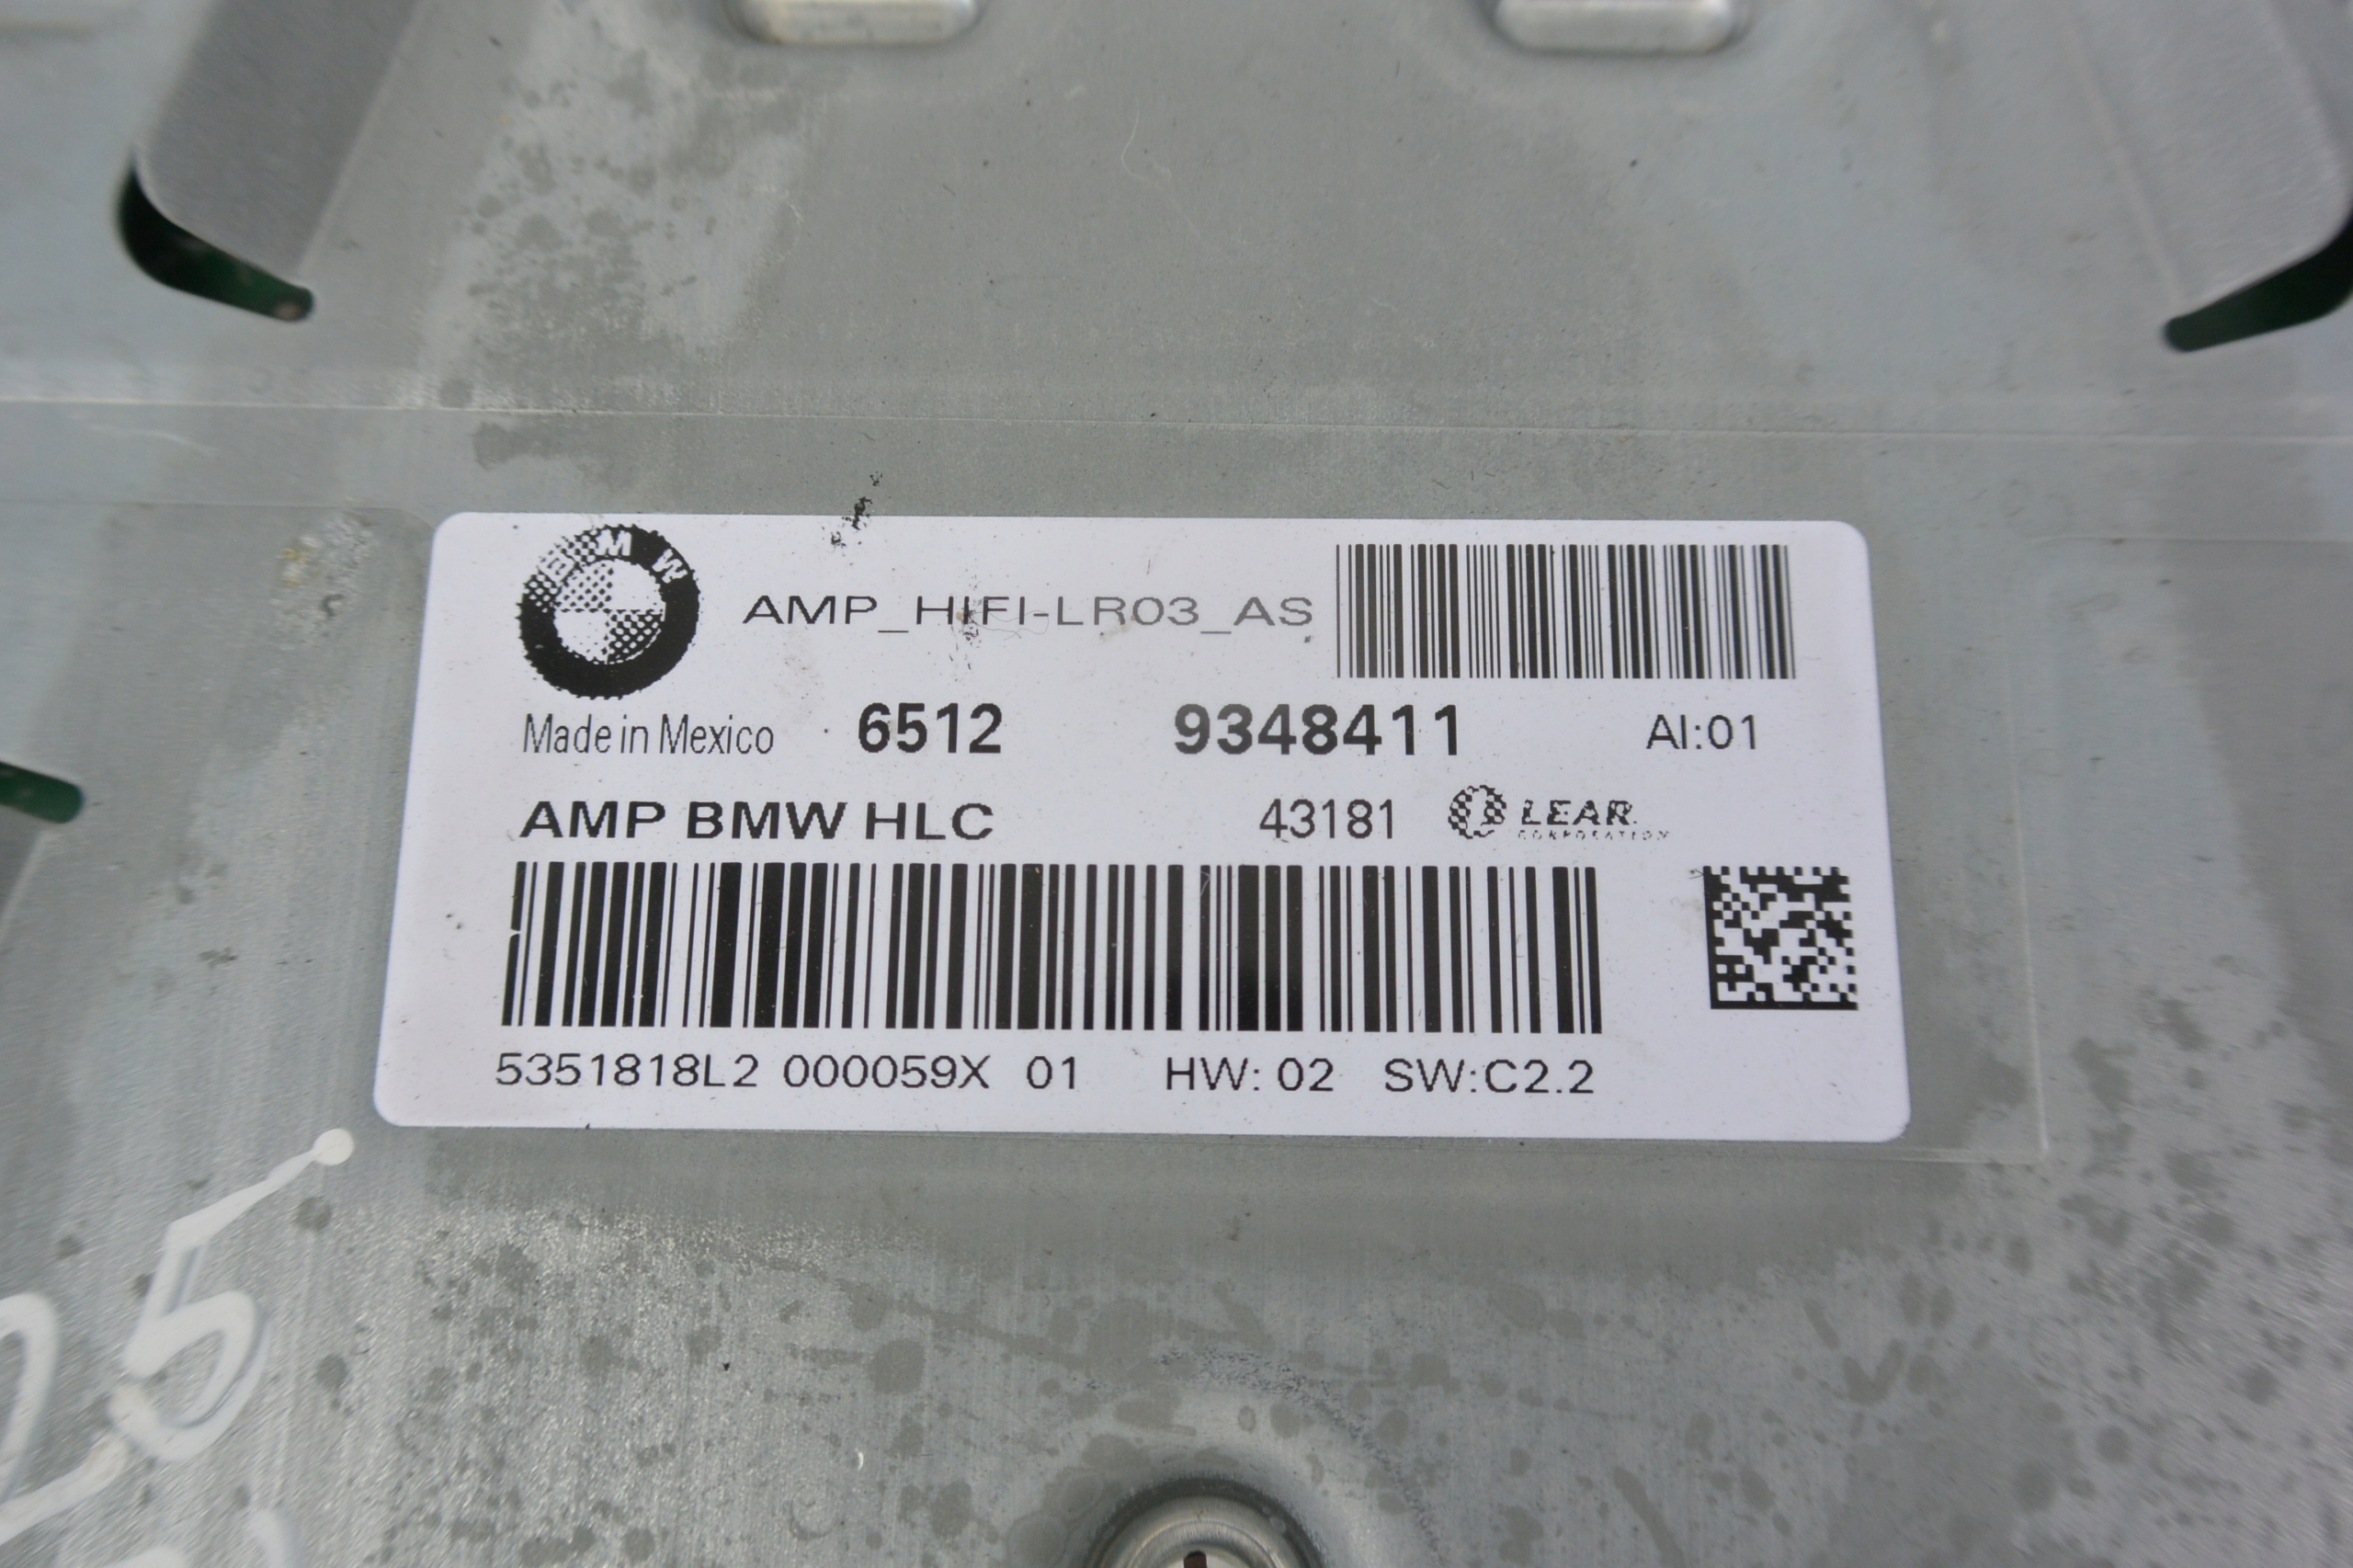 BMW
AMP_HIFI-LR03_AS
Made in Mexico 6512 9348411 AI:01
AMP BMW HLC 43181 LEAR.
CORPORATION
5351818L2 000059X 01 HW: 02 SW:C2.2